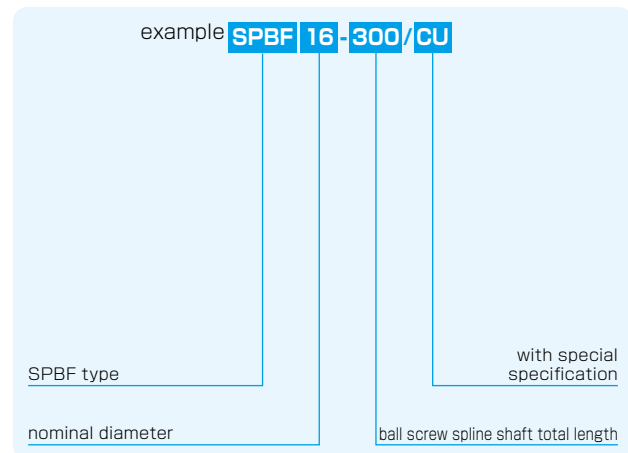 example SPBF 16-300/CU
with special
SPBF type specification
nominal diameter ball screw spline shaft total length